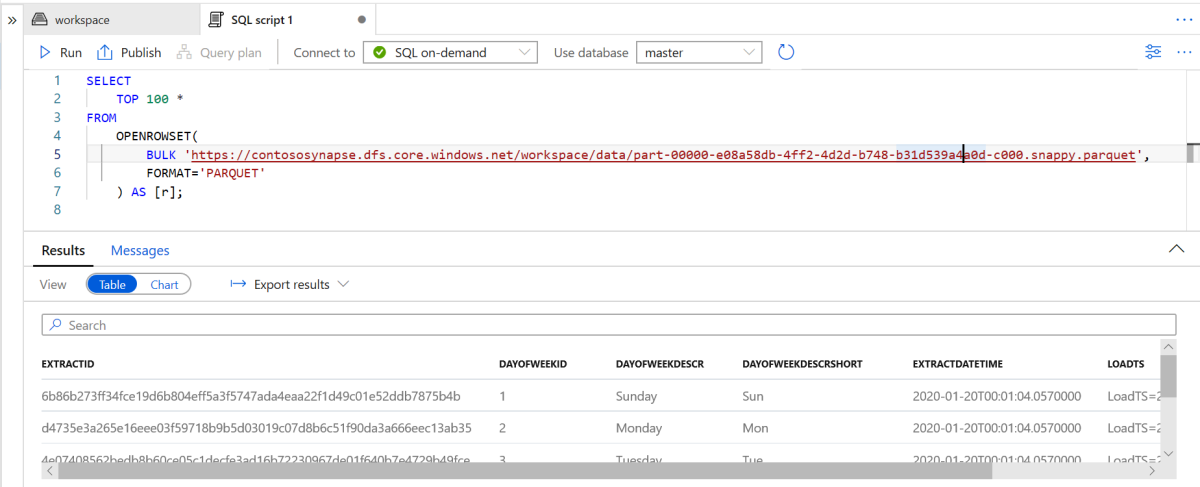 workspace
SQL script 1
Run Publish Query plan Connect to SQL on-demand Use database master
1 SELECT
2 TOP 100 *
3 FROM
4 OPENROWSET(
5 BULK 'https://contososynapse.dfs.core.windows.net/workspace/data/part-00000-e08a58db-4ff2-4d2d-b748-b31d539a4a0d-c000.snappy.parquet',
6 FORMAT='PARQUET'
7 ) AS [r];
8
Results Messages
View Table Chart Export results
Search
EXTRACTID DAYOFWEEKID DAYOFWEEKDESCR DAYOFWEEKDESCRSHORT EXTRACTDATETIME LOADTS
6b86b273ff34fce19d6b804eff5a3f5747ada4eaa22f1d49c01e52ddb7875b4b 1 Sunday Sun 2020-01-20T00:01:04.0570000 LoadTS=2
d4735e3a265e16eee03f59718b9b5d03019c07d8b6c51f90da3a666eec13ab35 2 Monday Mon 2020-01-20T00:01:04.0570000 LoadTS=2
4e07408562bedb8b60ce05c1decfe3ad16b72230967de01f640b7e4729b49fce 3 Tuesday Tue 2020-01-20T00:01:04.0570000 LoadTS=2